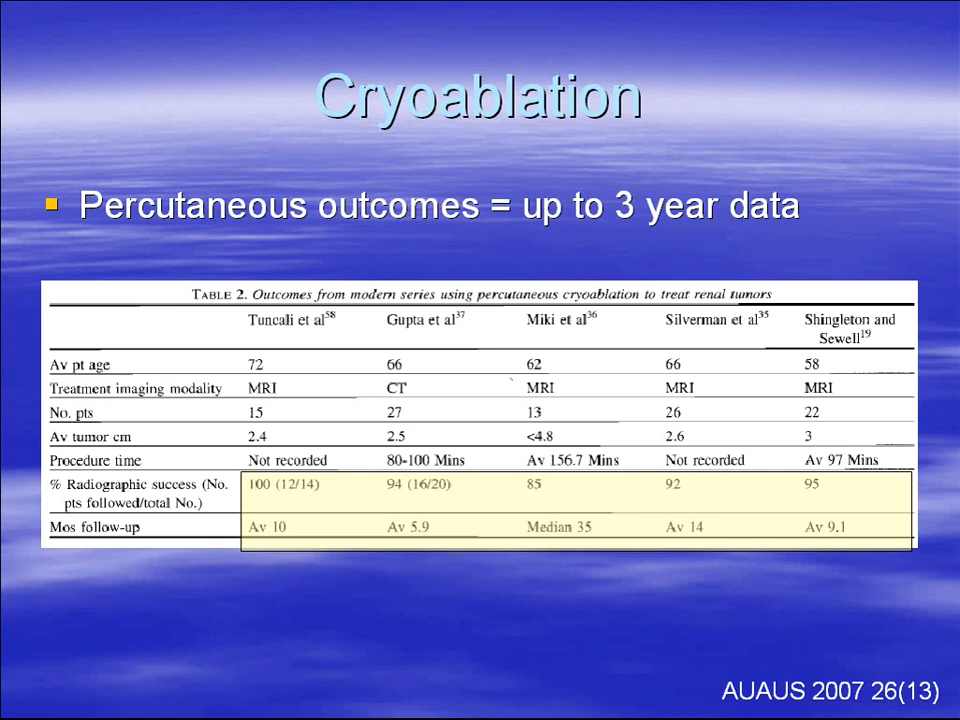 Cryoablation
Percutaneous outcomes = up to 3 year data
TABLE 2. Outcomes from modern series using percutaneous cryoablation to treat renal tumors
Tuncali et al58 Gupta et al37 Miki et al36 Silverman et al35 Shingleton and
Sewell19
Av pt age 72 66 62 66 58
Treatment imaging modality MRI CT MRI MRI MRI
No. pts 15 27 13 26 22
Av tumor cm 2.4 2.5 <4.8 2.6 3
Procedure time Not recorded 80-100 Mins Av 156.7 Mins Not recorded Av 97 Mins
% Radiographic success (No. 100 (12/14) 94 (16/20) 85 92 95
pts followed/total No.)
Mos follow-up Av 10 Av 5.9 Median 35 Av 14 Av 9.1
AUAUS 2007 26(13)